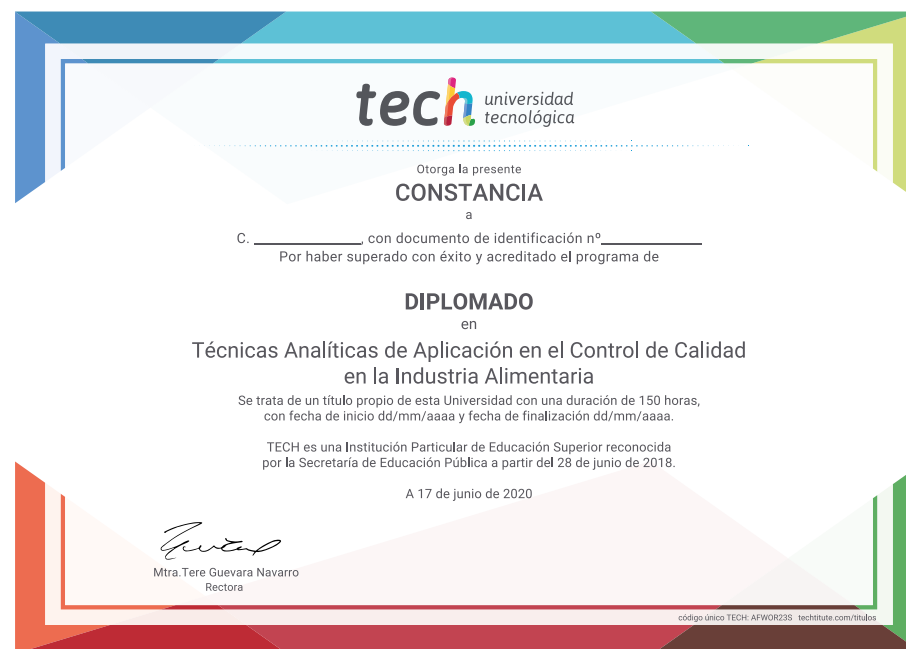 tech universidad
tecnológica
Otorga la presente
CONSTANCIA
a
C. ____________, con documento de identificación nº____________
Por haber superado con éxito y acreditado el programa de
DIPLOMADO
en
Técnicas Analíticas de Aplicación en el Control de Calidad
en la Industria Alimentaria
Se trata de un título propio de esta Universidad con una duración de 150 horas,
con fecha de inicio dd/mm/aaaa y fecha de finalización dd/mm/aaaa.
TECH es una Institución Particular de Educación Superior reconocida
por la Secretaría de Educación Pública a partir del 28 de junio de 2018.
A 17 de junio de 2020
Mtra.Tere Guevara Navarro
Rectora
código único TECH: AFWOR23S techtitute.com/titulos